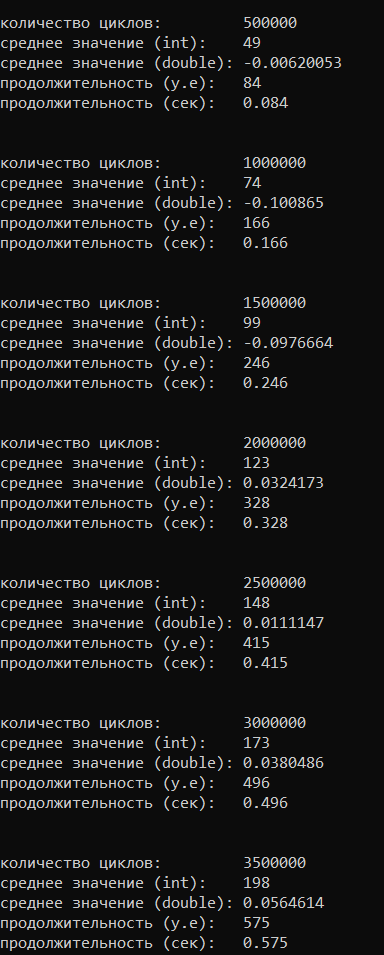 количество циклов: 500000
среднее значение (int): 49
среднее значение (double): -0.00620053
продолжительность (у.е): 84
продолжительность (сек): 0.084
количество циклов: 1000000
среднее значение (int): 74
среднее значение (double): -0.100865
продолжительность (у.е): 166
продолжительность (сек): 0.166
количество циклов: 1500000
среднее значение (int): 99
среднее значение (double): -0.0976664
продолжительность (у.е): 246
продолжительность (сек): 0.246
количество циклов: 2000000
среднее значение (int): 123
среднее значение (double): 0.0324173
продолжительность (у.е): 328
продолжительность (сек): 0.328
количество циклов: 2500000
среднее значение (int): 148
среднее значение (double): 0.0111147
продолжительность (у.е): 415
продолжительность (сек): 0.415
количество циклов: 3000000
среднее значение (int): 173
среднее значение (double): 0.0380486
продолжительность (у.е): 496
продолжительность (сек): 0.496
количество циклов: 3500000
среднее значение (int): 198
среднее значение (double): 0.0564614
продолжительность (у.е): 575
продолжительность (сек): 0.575